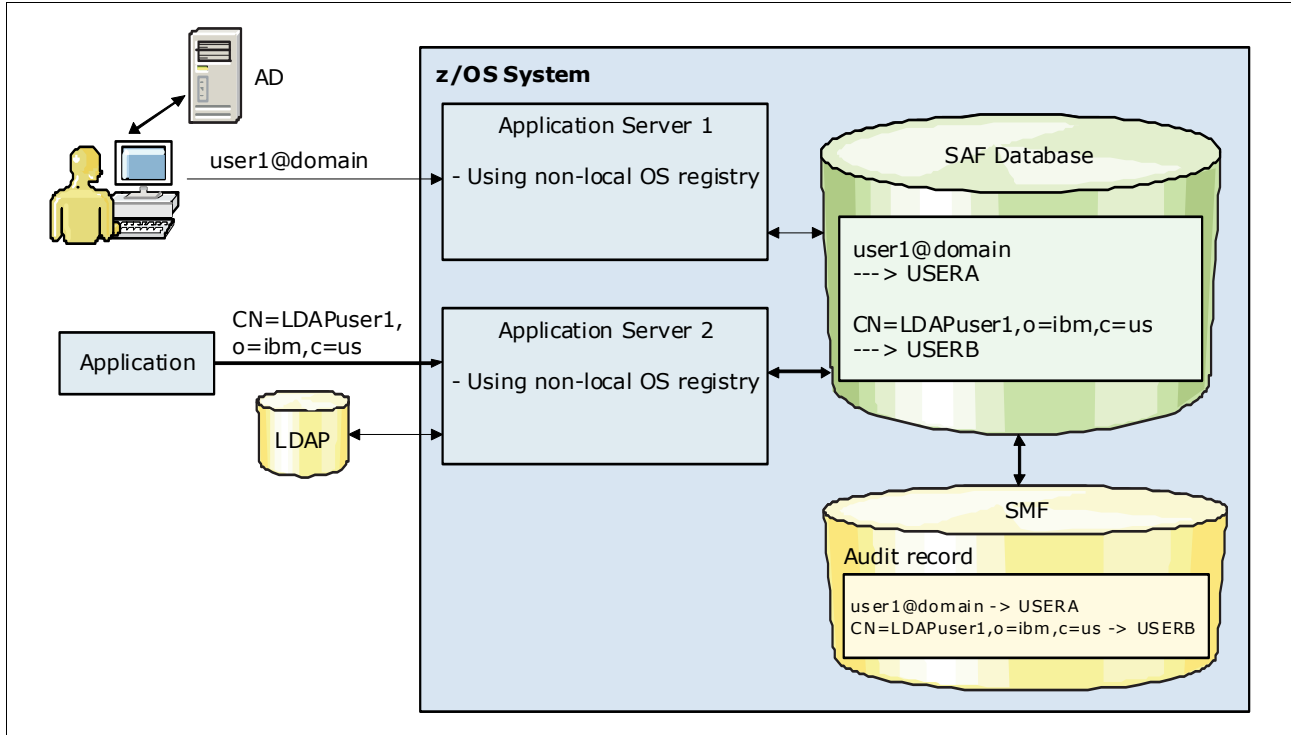 AD
z/OS System
user1@domain
Application Server 1
- Using non-local OS registry
SAF Database
user1@domain
---> USERA
CN=LDAPuser1,o=ibm,c=us
---> USERB
Application
CN=LDAPuser1,
o=ibm,c=us
Application Server 2
- Using non-local OS registry
LDAP
SMF
Audit record
user1@domain -> USERA
CN=LDAPuser1,o=ibm,c=us -> USERB